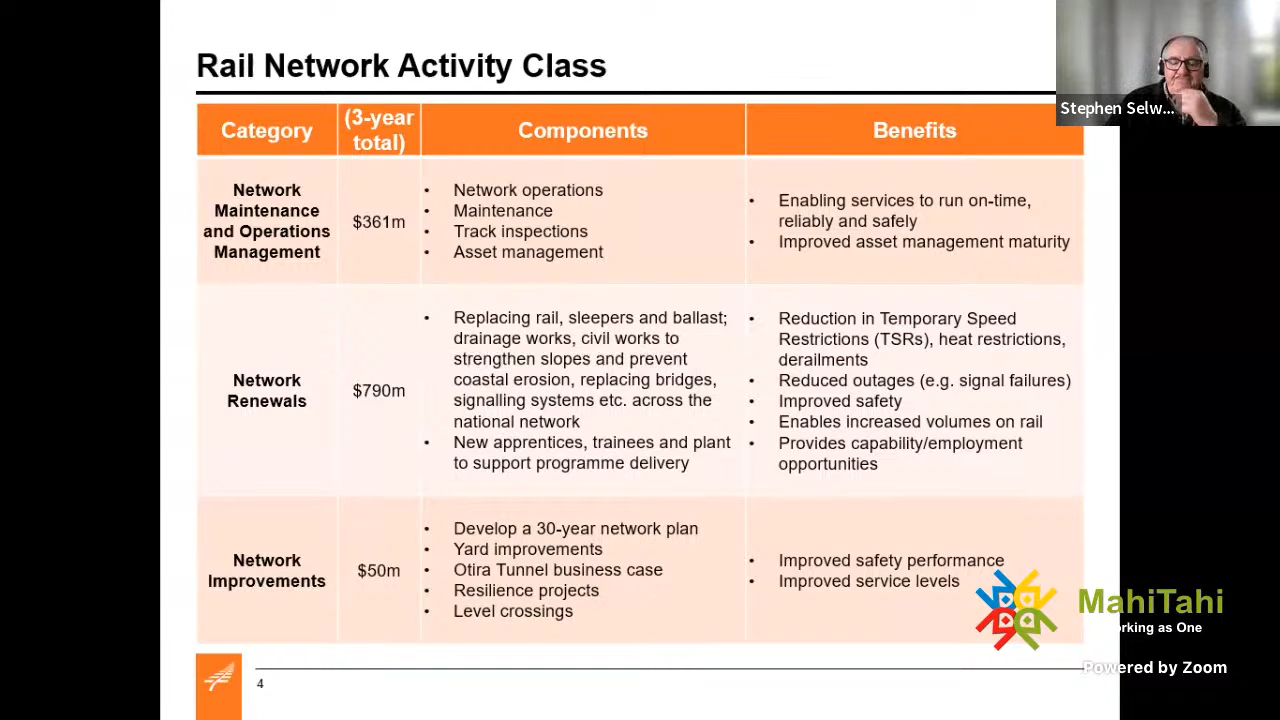 Rail Network Activity Class
Stephen Selw...
Category
(3-year
total)
Components
Benefits
Network
Maintenance
and Operations
Management
$361m
• Network operations
• Maintenance
• Track inspections
• Asset management
• Enabling services to run on-time,
reliably and safely
• Improved asset management maturity
Network
Renewals
$790m
• Replacing rail, sleepers and ballast;
drainage works, civil works to
strengthen slopes and prevent
coastal erosion, replacing bridges,
signalling systems etc. across the
national network
• New apprentices, trainees and plant
to support programme delivery
• Reduction in Temporary Speed
Restrictions (TSRs), heat restrictions,
derailments
• Reduced outages (e.g. signal failures)
• Improved safety
• Enables increased volumes on rail
• Provides capability/employment
opportunities
Network
Improvements
$50m
• Develop a 30-year network plan
• Yard improvements
• Otira Tunnel business case
• Resilience projects
• Level crossings
• Improved safety performance
• Improved service levels
MahiTahi
orking as One
Powered by Zoom
4